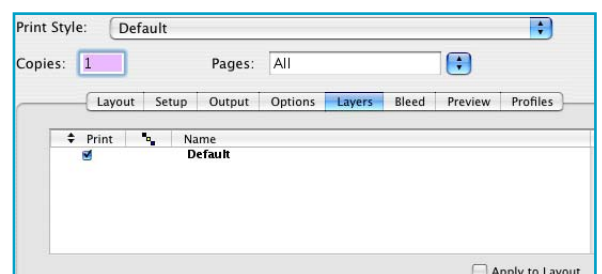 Print Style: Default
Copies: 1 Pages: All
Layout Setup Output Options Layers Bleed Preview Profiles
Print Name
Default
Apply to Layout